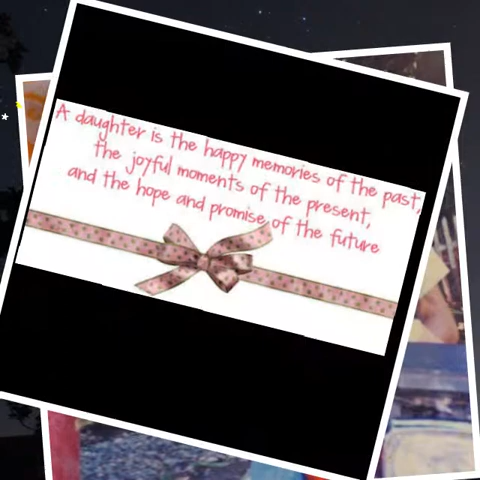 A daughter is the happy memories of the past,
the joyful moments of the present,
and the hope and promise of the future